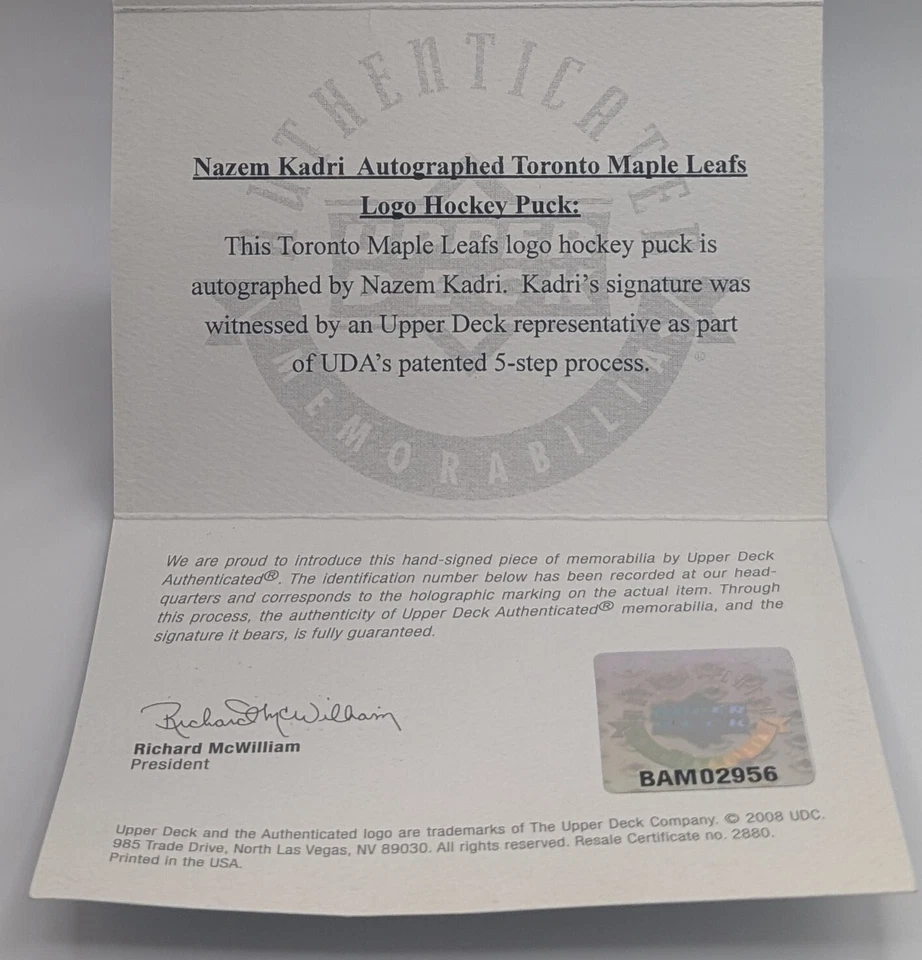 AUTHENTICATED
UPPER
DECK
MEMORABILIA
Nazem Kadri Autographed Toronto Maple Leafs
Logo Hockey Puck:
This Toronto Maple Leafs logo hockey puck is
autographed by Nazem Kadri. Kadri's signature was
witnessed by an Upper Deck representative as part
of UDA's patented 5-step process.
We are proud to introduce this hand-signed piece of memorabilia by Upper Deck
Authenticated®. The identification number below has been recorded at our head-
quarters and corresponds to the holographic marking on the actual item. Through
this process, the authenticity of Upper Deck Authenticated® memorabilia, and the
signature it bears, is fully guaranteed.
Richard McWilliam
Richard McWilliam
President
UPPER
DECK
BAM02956
Upper Deck and the Authenticated logo are trademarks of The Upper Deck Company. © 2008 UDC.
985 Trade Drive, North Las Vegas, NV 89030. All rights reserved. Resale Certificate no. 2880.
Printed in the USA.